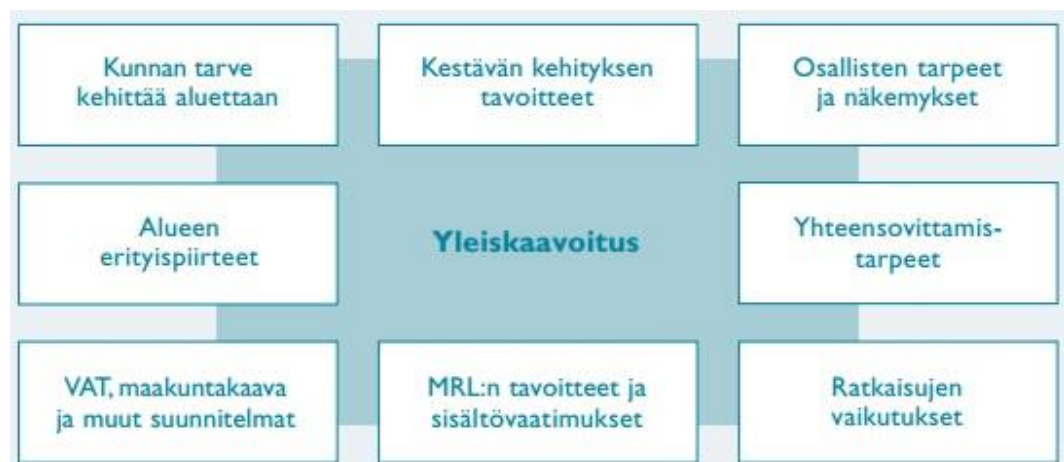 Kunnan tarve
kehittää aluettaan
Kestävän kehityksen
tavoitteet
Osallisten tarpeet
ja näkemykset
Alueen
erityispiirteet
Yleiskaavoitus
Yhteensovittamis-
tarpeet
VAT, maakuntakaava
ja muut suunnitelmat
MRL:n tavoitteet ja
sisältövaatimukset
Ratkaisujen
vaikutukset